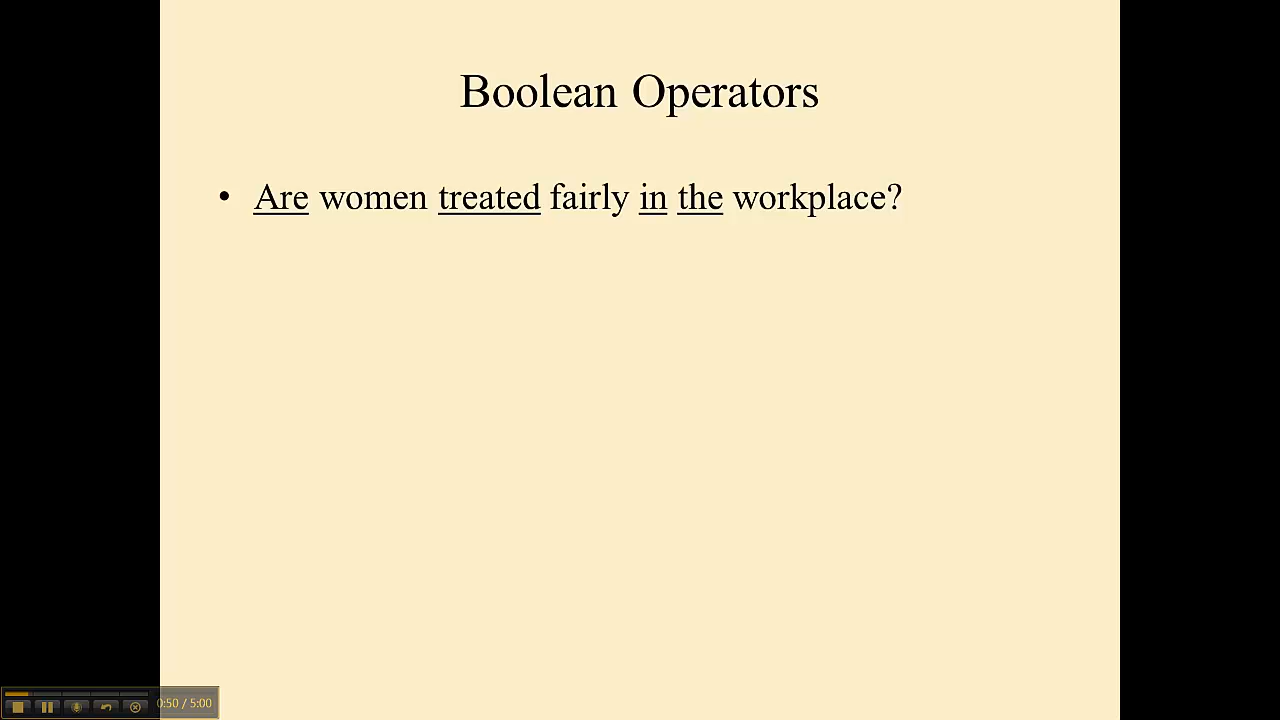 Boolean Operators
• Are women treated fairly in the workplace?
0:50 / 5:00